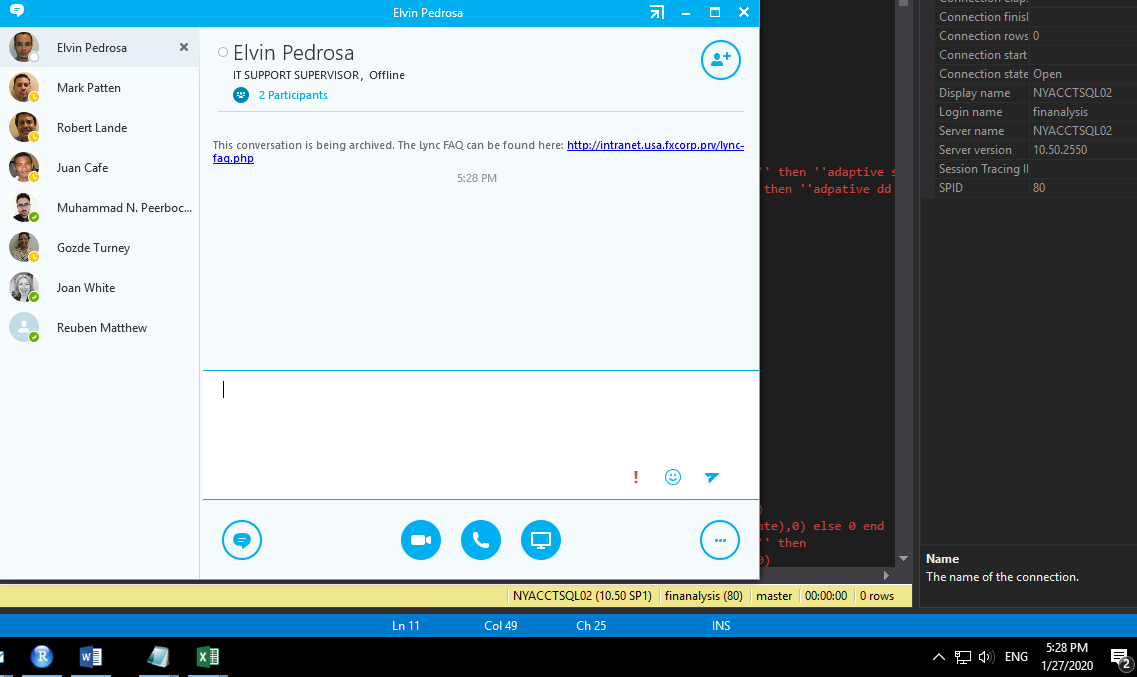 Elvin Pedrosa
Elvin Pedrosa
Mark Patten
Robert Lande
Juan Cafe
Muhammad N. Peerboc...
Gozde Turney
Joan White
Reuben Matthew
Elvin Pedrosa
IT SUPPORT SUPERVISOR, Offline
2 Participants
This conversation is being archived. The Lync FAQ can be found here: http://intranet.usa.fxcorp.prv/lync-
faq.php
5:28 PM
!
'' then ''adaptive s
then ''adpative dd
ate),0) else 0 end
'' then
0)
Connection finisl
Connection rows 0
Connection start
Connection state Open
Display name NYACCTSQL02
Login name finanalysis
Server name NYACCTSQL02
Server version 10.50.2550
Session Tracing II
SPID 80
Name
The name of the connection.
NYACCTSQL02 (10.50 SP1) finanalysis (80) master 00:00:00 0 rows
Ln 11 Col 49 Ch 25 INS
R W X ENG 5:28 PM
1/27/2020 2